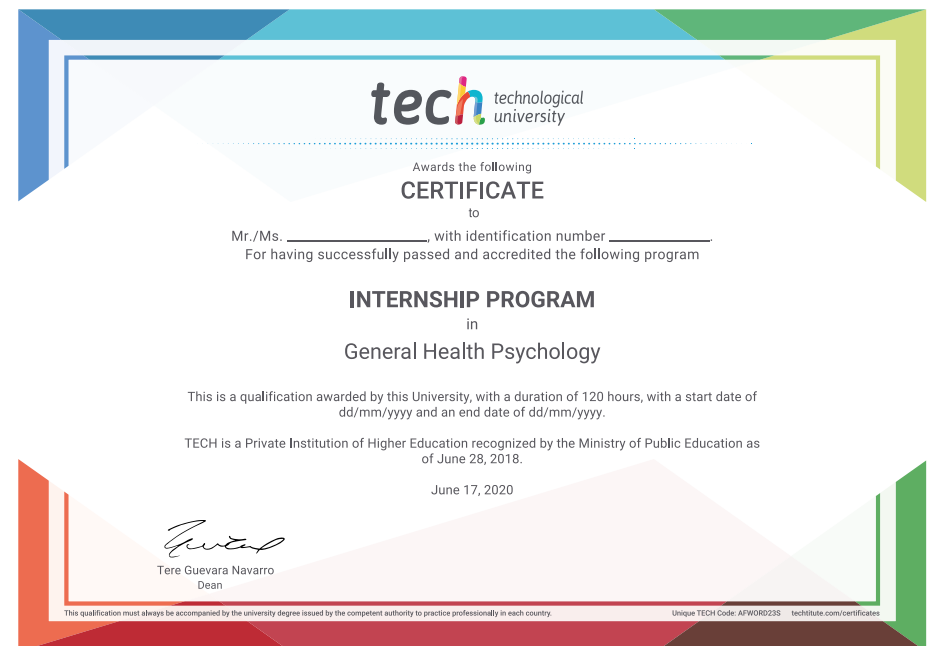 tech technological
university
Awards the following
CERTIFICATE
to
Mr./Ms. ____________________, with identification number ______________.
For having successfully passed and accredited the following program
INTERNSHIP PROGRAM
in
General Health Psychology
This is a qualification awarded by this University, with a duration of 120 hours, with a start date of
dd/mm/yyyy and an end date of dd/mm/yyyy.
TECH is a Private Institution of Higher Education recognized by the Ministry of Public Education as
of June 28, 2018.
June 17, 2020
Tere Guevara Navarro
Dean
This qualification must always be accompanied by the university degree issued by the competent authority to practice professionally in each country.
Unique TECH Code: AFWORD23S techtitute.com/certificates